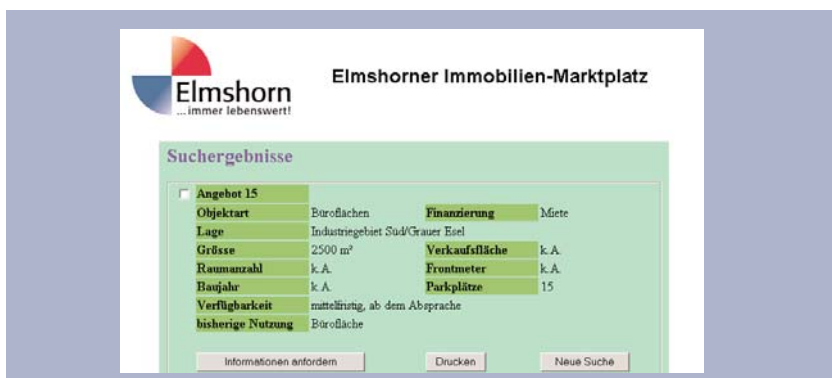 Elmshorn
...immer lebenswert!
Elmshorner Immobilien-Marktplatz
Suchergebnisse
Angebot 15
Objektart Büroflächen Finanzierung Miete
Lage Industriegebiet Süd/Grauer Esel
Grösse 2500 m² Verkaufsfläche k.A.
Raumanzahl k.A. Frontmeter k.A.
Baujahr k.A. Parkplätze 15
Verfügbarkeit mittelfristig, ab dem Absprache
bisherige Nutzung Bürofläche
Informationen anfordern Drucken Neue Suche